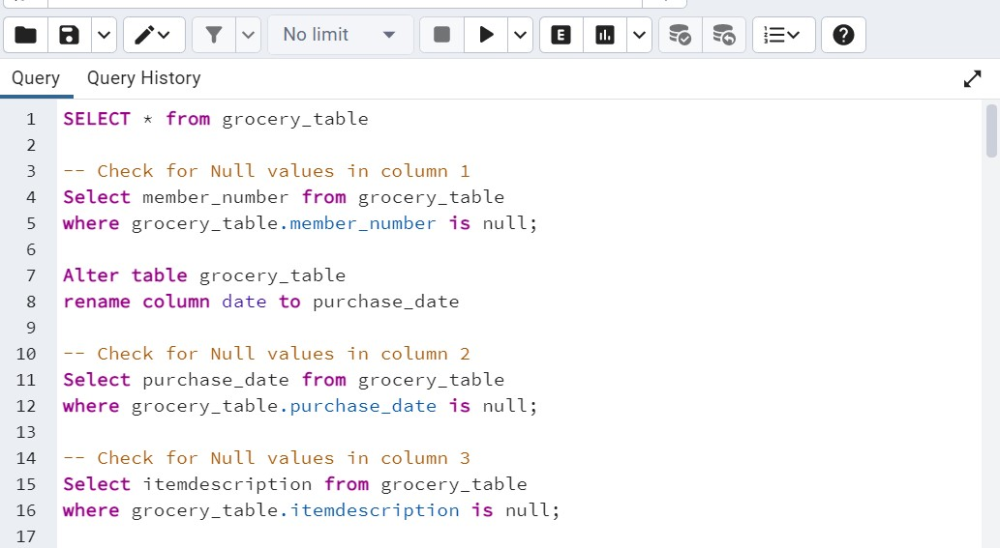 No limit
E
Query Query History
1 SELECT * from grocery_table
2
3 -- Check for Null values in column 1
4 Select member_number from grocery_table
5 where grocery_table.member_number is null;
6
7 Alter table grocery_table
8 rename column date to purchase_date
9
10 -- Check for Null values in column 2
11 Select purchase_date from grocery_table
12 where grocery_table.purchase_date is null;
13
14 -- Check for Null values in column 3
15 Select itemdescription from grocery_table
16 where grocery_table.itemdescription is null;
17